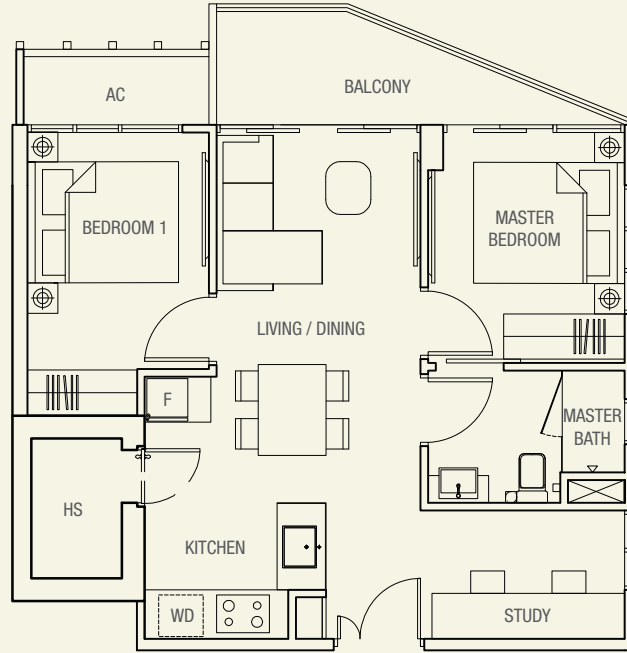 AC
BALCONY
BEDROOM 1
MASTER
BEDROOM
LIVING / DINING
F
MASTER
BATH
HS
KITCHEN
WD
STUDY